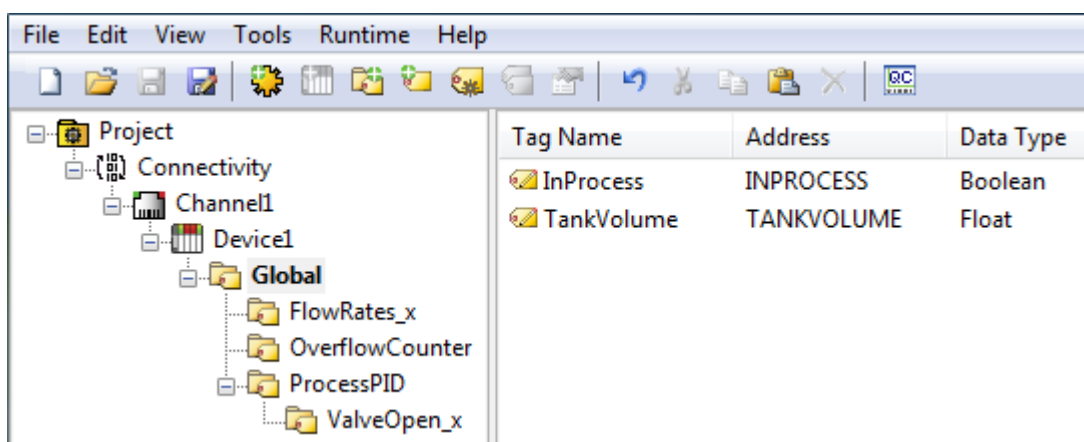 File Edit View Tools Runtime Help
QC
Project
Connectivity
Channel1
Device1
Global
FlowRates_x
OverflowCounter
ProcessPID
ValveOpen_x
Tag Name Address Data Type
InProcess INPROCESS Boolean
TankVolume TANKVOLUME Float